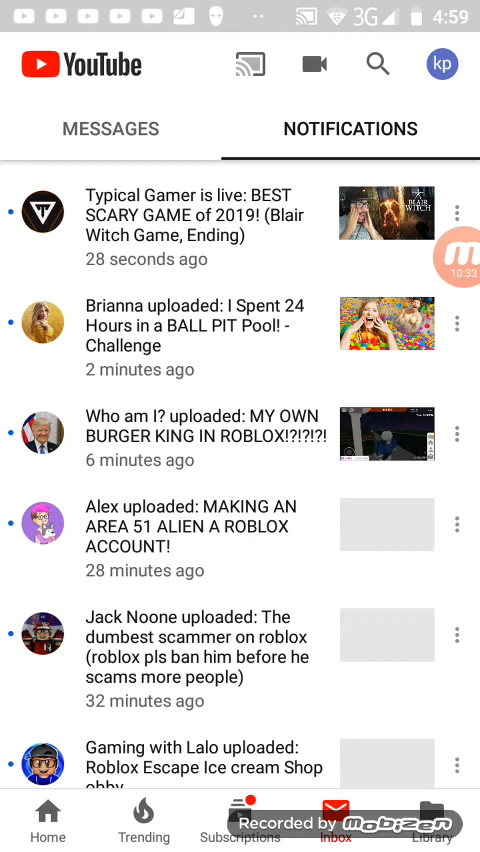 3G 4:59
YouTube kp
MESSAGES NOTIFICATIONS
Typical Gamer is live: BEST
SCARY GAME of 2019! (Blair
Witch Game, Ending)
28 seconds ago
BLAIR
WITCH
10:33
Brianna uploaded: I Spent 24
Hours in a BALL PIT Pool! -
Challenge
2 minutes ago
Who am I? uploaded: MY OWN
BURGER KING IN ROBLOX!?!?!?!
6 minutes ago
Alex uploaded: MAKING AN
AREA 51 ALIEN A ROBLOX
ACCOUNT!
28 minutes ago
Jack Noone uploaded: The
dumbest scammer on roblox
(roblox pls ban him before he
scams more people)
32 minutes ago
Gaming with Lalo uploaded:
Roblox Escape Ice cream Shop
obby
Recorded by mobizen
Home Trending Subscriptions Inbox Library